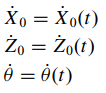 Ẋ₀ = Ẋ₀(t)
Ż₀ = Ż₀(t)
θ̇ = θ̇(t)